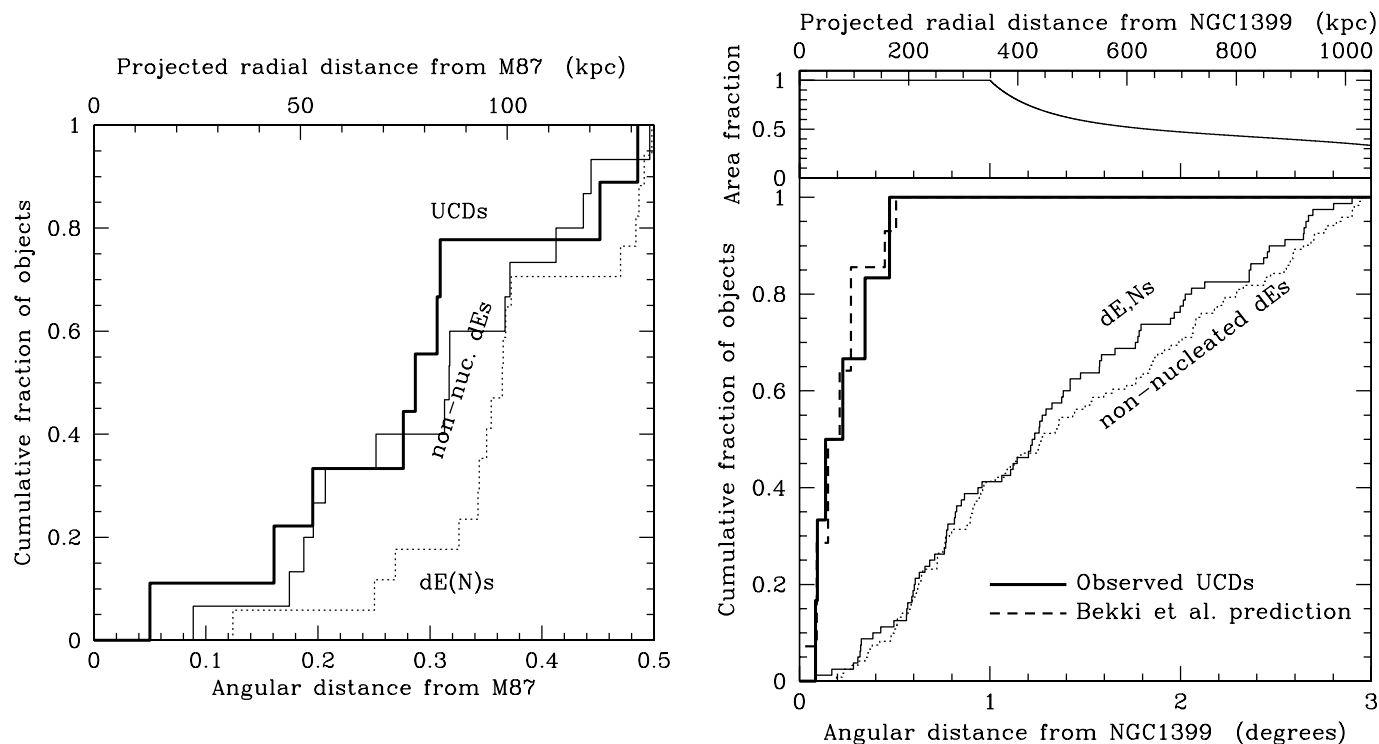 Projected radial distance from M87 (kpc)
0 50 100
1
0.8
0.6
0.4
0.2
0
Cumulative fraction of objects
UCDs
non-nuc. dEs
dE(N)s
0 0.1 0.2 0.3 0.4 0.5
Angular distance from M87
Projected radial distance from NGC1399 (kpc)
0 200 400 600 800 1000
Area fraction
1
0.5
0
1
0.8
0.6
0.4
0.2
0
Cumulative fraction of objects
dE,Ns
non-nucleated dEs
Observed UCDs
Bekki et al. prediction
0 1 2 3
Angular distance from NGC1399 (degrees)